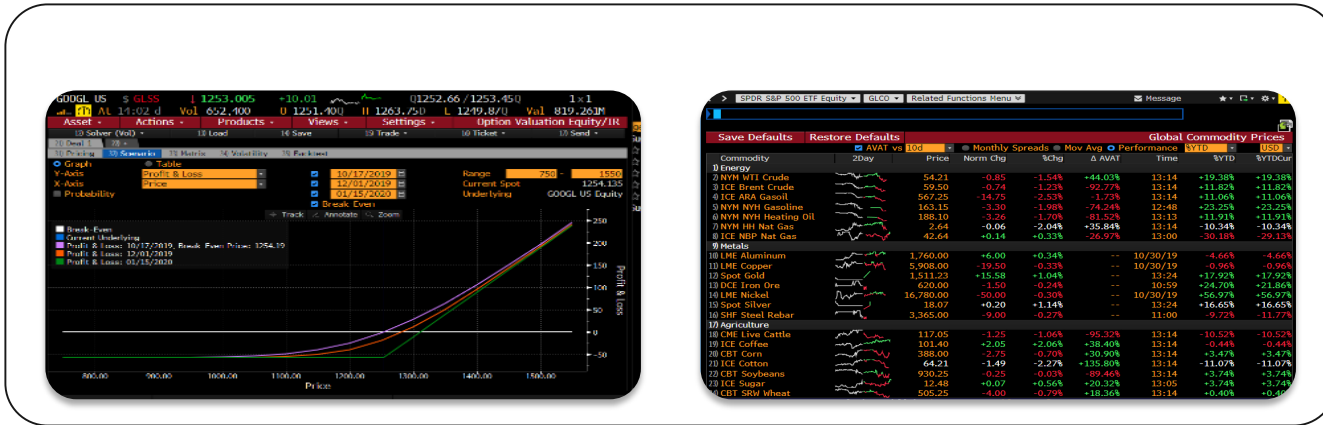 GOOGL US $ GLSS 1253.005 +10.01 Q1252.66/1253.45Q 1x1
At 14:02 d Vol 652,400 O 1251.40Q H 1263.75D L 1249.87Q Val 819.261M
Asset Actions Products Views Settings Option Valuation Equity/IR
Solver (Vol) Load Save Trade Ticket Send
Deal 1
Pricing Scenario Matrix Volatility Backtest
Graph Table
Y-Axis Profit & Loss 10/17/2019 Range 750 - 1550
X-Axis Price 12/01/2019 Current Spot 1254.135
Probability 01/15/2020 Underlying GOOGL US Equity
Break Even
Track Annotate Zoom
Break-Even
Current Underlying
Profit & Loss: 10/17/2019, Break Even Price: 1254.19
Profit & Loss: 12/01/2019
Profit & Loss: 01/15/2020
250
200
150
100
50
0
-50
Profit & Loss
800.00 900.00 1000.00 1100.00 1200.00 1300.00 1400.00 1500.00
Price
SPDR S&P 500 ETF Equity GLCO Related Functions Menu Message
Save Defaults Restore Defaults Global Commodity Prices
AVAT vs 10d Monthly Spreads Mov Avg Performance %YTD USD
Commodity 2Day Price Norm Chg %Chg Δ AVAT Time %YTD %YTDCur
1) Energy
2) NYM WTI Crude 54.21 -0.85 -1.54% +44.03% 13:14 +19.38% +19.38%
3) ICE Brent Crude 59.50 -0.74 -1.23% -92.77% 13:14 +11.82% +11.82%
4) ICE ARA Gasoil 567.25 -14.75 -2.53% -1.73% 13:14 +11.06% +11.06%
5) NYM NYH Gasoline 163.15 -3.30 -1.98% -74.24% 12:48 +23.25% +23.25%
6) NYM NYH Heating Oil 188.10 -3.26 -1.70% -81.52% 13:13 +11.91% +11.91%
7) NYM HH Nat Gas 2.64 -0.06 -2.04% +35.84% 13:14 -10.34% -10.34%
8) ICE NBP Nat Gas 42.64 +0.14 +0.33% -26.97% 13:00 -30.18% -29.13%
9) Metals
10) LME Aluminum 1,760.00 +6.00 +0.34% -- 10/30/19 -4.66% -4.66%
11) LME Copper 5,908.00 -19.50 -0.33% -- 10/30/19 -0.96% -0.96%
12) Spot Gold 1,511.23 +15.58 +1.04% -- 13:24 +17.92% +17.92%
13) DCE Iron Ore 620.00 -1.50 -0.24% -- 10:59 +24.70% +21.86%
14) LME Nickel 16,780.00 -50.00 -0.30% -- 10/30/19 +56.97% +56.97%
15) Spot Silver 18.07 +0.20 +1.14% -- 13:24 +16.65% +16.65%
16) SHF Steel Rebar 3,365.00 -9.00 -0.27% -- 11:00 -9.72% -11.77%
17) Agriculture
18) CME Live Cattle 117.05 -1.25 -1.06% -95.32% 13:14 -10.52% -10.52%
19) ICE Coffee 101.40 +2.05 +2.06% +38.40% 13:14 -0.44% -0.44%
20) CBT Corn 388.00 -2.75 -0.70% +30.90% 13:14 +3.47% +3.47%
21) ICE Cotton 64.21 -1.49 -2.27% +135.80% 13:14 -11.07% -11.07%
22) CBT Soybeans 930.25 -0.25 -0.03% -89.46% 13:14 +3.74% +3.74%
23) ICE Sugar 12.48 +0.07 +0.56% +20.32% 13:05 +3.74% +3.74%
CBT SRW Wheat 505.25 -4.00 -0.79% +18.36% 13:14 +0.40% +0.40